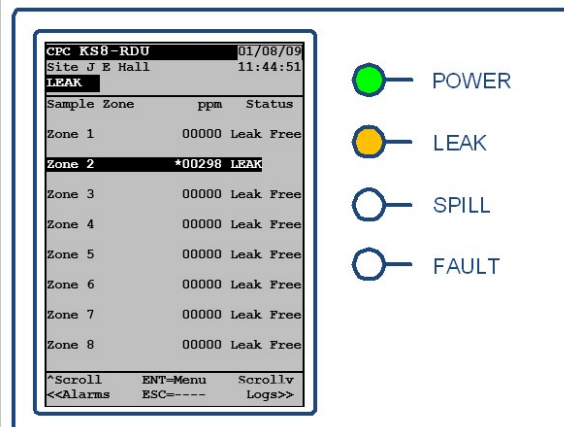 CPC KS8-RDU 01/08/09
Site J E Hall 11:44:51
LEAK
Sample Zone ppm Status
Zone 1 00000 Leak Free
Zone 2 *00298 LEAK
Zone 3 00000 Leak Free
Zone 4 00000 Leak Free
Zone 5 00000 Leak Free
Zone 6 00000 Leak Free
Zone 7 00000 Leak Free
Zone 8 00000 Leak Free
^Scroll ENT=Menu Scrollv
<<Alarms ESC=---- Logs>>
POWER
LEAK
SPILL
FAULT